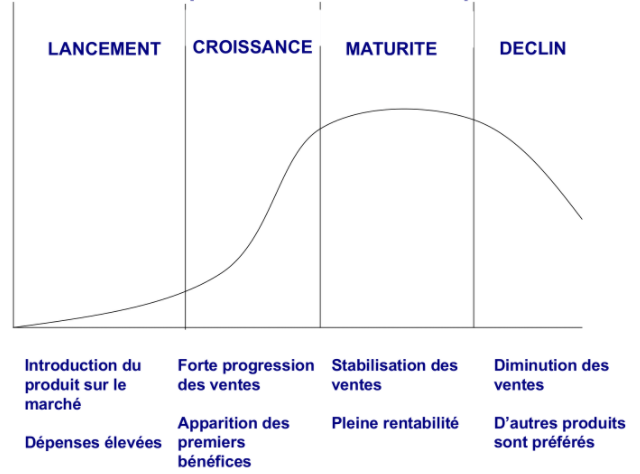 LANCEMENT
CROISSANCE
MATURITE
DECLIN
Introduction du
produit sur le
marché
Dépenses élevées
Forte progression
des ventes
Apparition des
premiers
bénéfices
Stabilisation des
ventes
Pleine rentabilité
Diminution des
ventes
D'autres produits
sont préférés